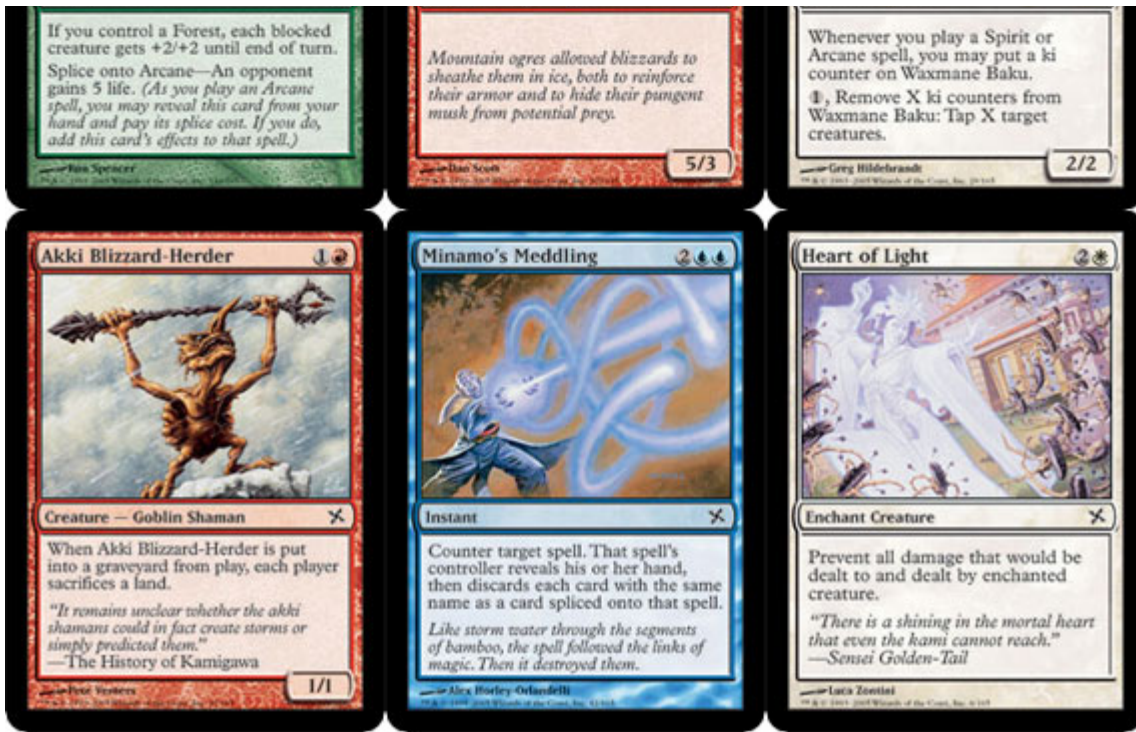 If you control a Forest, each blocked
creature gets +2/+2 until end of turn.
Splice onto Arcane—An opponent
gains 5 life. (As you play an Arcane
spell, you may reveal this card from your
hand and pay its splice cost. If you do,
add this card's effects to that spell.)
Ron Spencer
Mountain ogres allowed blizzards to
sheathe them in ice, both to reinforce
their armor and to hide their pungent
musk from potential prey.
5/3
Dan Scott
Whenever you play a Spirit or
Arcane spell, you may put a ki
counter on Waxmane Baku.
1, Remove X ki counters from
Waxmane Baku: Tap X target
creatures.
2/2
Greg Hildebrandt
Akki Blizzard-Herder 1
Creature — Goblin Shaman
When Akki Blizzard-Herder is put
into a graveyard from play, each player
sacrifices a land.
"It remains unclear whether the akki
shamans could in fact create storms or
simply predicted them."
—The History of Kamigawa
1/1
Pete Venters
Minamo's Meddling 2
Instant
Counter target spell. That spell's
controller reveals his or her hand,
then discards each card with the same
name as a card spliced onto that spell.
Like storm water through the segments
of bamboo, the spell followed the links of
magic. Then it destroyed them.
Alex Horley-Orlandelli
Heart of Light 2
Enchant Creature
Prevent all damage that would be
dealt to and dealt by enchanted
creature.
"There is a shining in the mortal heart
that even the kami cannot reach."
—Sensei Golden-Tail
Luca Zontini